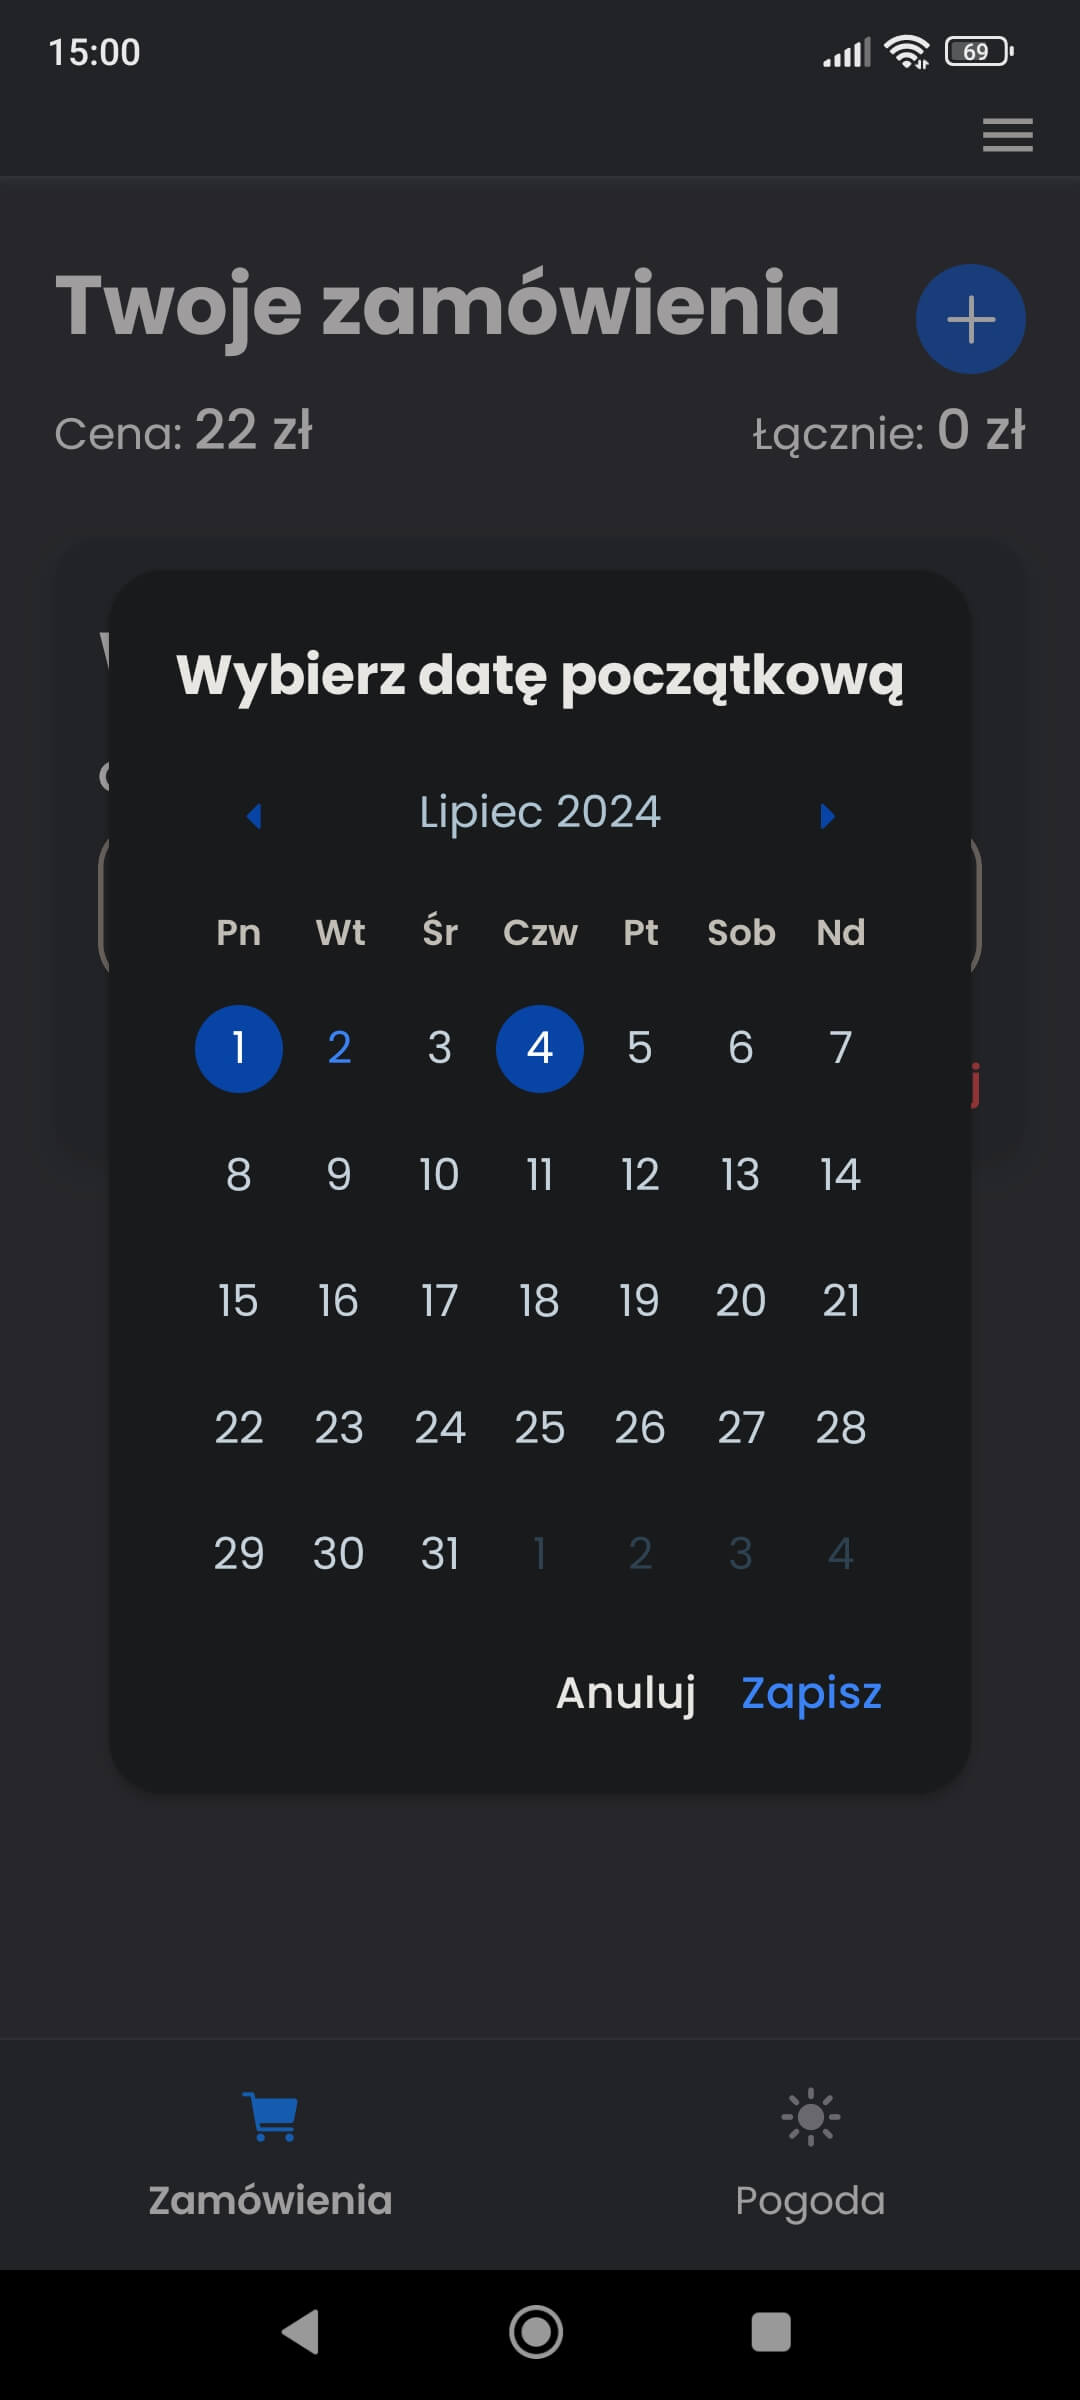 15:00
69
Twoje zamówienia
Cena: 22 zł
Łącznie: 0 zł
Wybierz datę początkową
Lipiec 2024
Pn Wt Śr Czw Pt Sob Nd
1 2 3 4 5 6 7
8 9 10 11 12 13 14
15 16 17 18 19 20 21
22 23 24 25 26 27 28
29 30 31 1 2 3 4
Anuluj Zapisz
Zamówienia
Pogoda